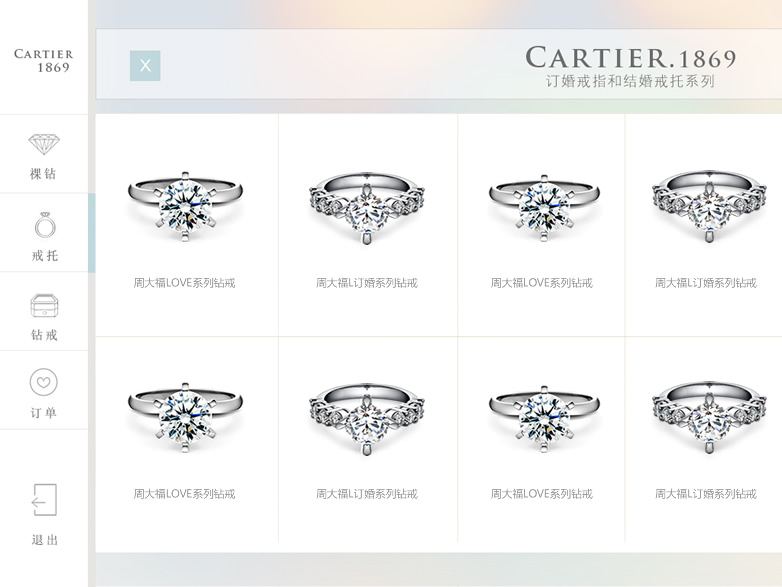 CARTIER
1869
裸钻
戒托
钻戒
订单
退出
X
CARTIER.1869
订婚戒指和结婚戒托系列
周大福LOVE系列钻戒
周大福L订婚系列钻戒
周大福LOVE系列钻戒
周大福L订婚系列钻戒
周大福LOVE系列钻戒
周大福L订婚系列钻戒
周大福LOVE系列钻戒
周大福L订婚系列钻戒